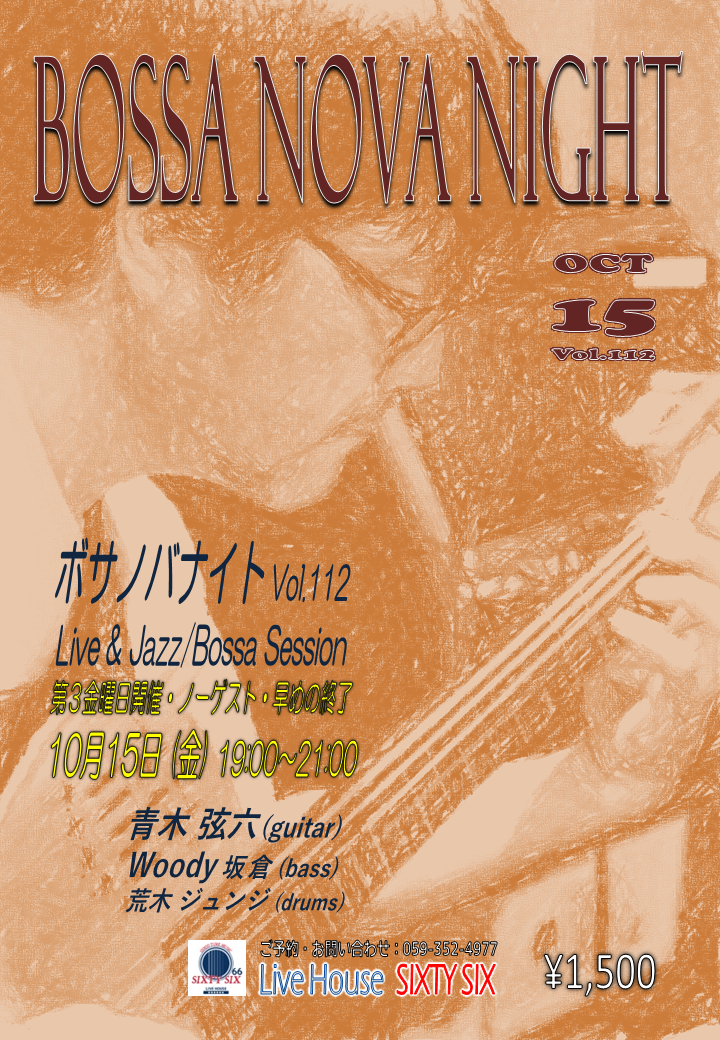 BOSSA NOVA NIGHT
OCT
15
Vol.112
ボサノバナイト Vol.112
Live & Jazz/Bossa Session
第３金曜日開催・ノーゲスト・早めの終了
10月15日（金）19:00〜21:00
青木 弦六 (guitar)
Woody 坂倉 (bass)
荒木 ジュンジ (drums)
ご予約・お問い合わせ：059-352-4977
Live House SIXTY SIX
66
SIXTY SIX
LIVE HOUSE
¥1,500